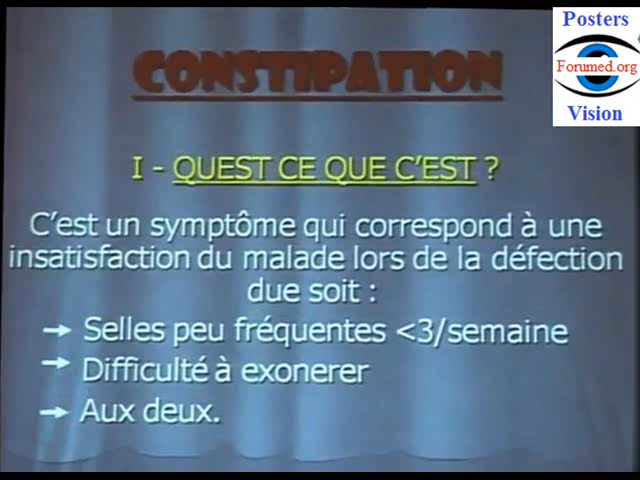 Posters
Forumed.org
Vision
CONSTIPATION
I - QUEST CE QUE C'EST ?
C'est un symptôme qui correspond à une
insatisfaction du malade lors de la défection
due soit :
→ Selles peu fréquentes <3/semaine
→ Difficulté à exonerer
→ Aux deux.